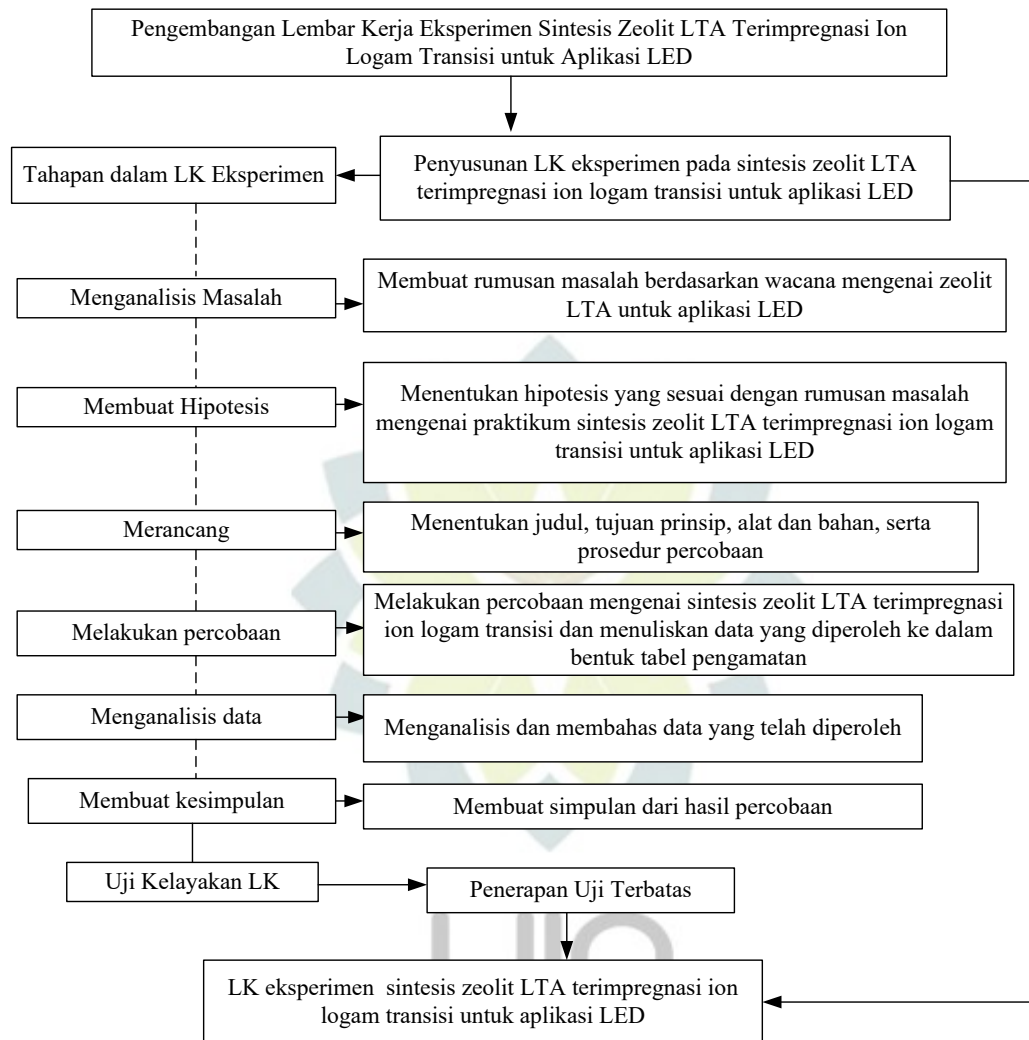 Pengembangan Lembar Kerja Eksperimen Sintesis Zeolit LTA Terimpregnasi Ion
Logam Transisi untuk Aplikasi LED
Tahapan dalam LK Eksperimen
Penyusunan LK eksperimen pada sintesis zeolit LTA
terimpregnasi ion logam transisi untuk aplikasi LED
Menganalisis Masalah
Membuat rumusan masalah berdasarkan wacana mengenai zeolit
LTA untuk aplikasi LED
Membuat Hipotesis
Menentukan hipotesis yang sesuai dengan rumusan masalah
mengenai praktikum sintesis zeolit LTA terimpregnasi ion logam
transisi untuk aplikasi LED
Merancang
Menentukan judul, tujuan prinsip, alat dan bahan, serta
prosedur percobaan
Melakukan percobaan
Melakukan percobaan mengenai sintesis zeolit LTA terimpregnasi
ion logam transisi dan menuliskan data yang diperoleh ke dalam
bentuk tabel pengamatan
Menganalisis data
Menganalisis dan membahas data yang telah diperoleh
Membuat kesimpulan
Membuat simpulan dari hasil percobaan
Uji Kelayakan LK
Penerapan Uji Terbatas
UIN
LK eksperimen sintesis zeolit LTA terimpregnasi ion
logam transisi untuk aplikasi LED